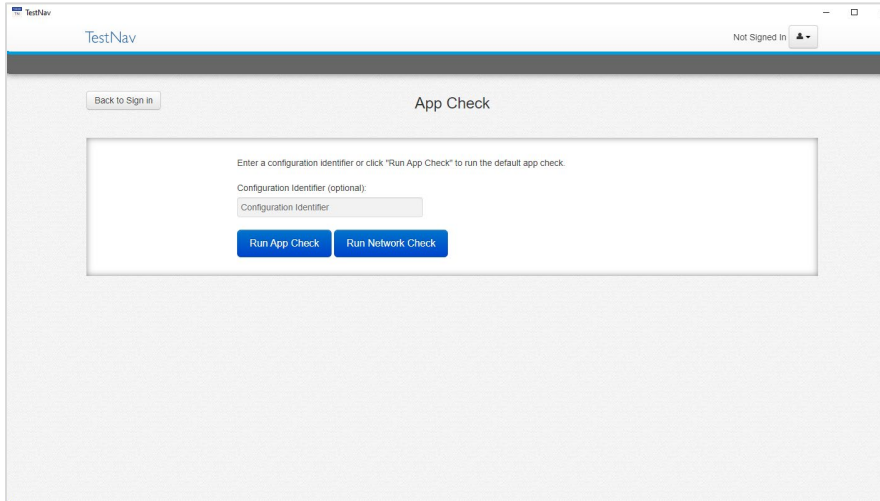 TestNav
TestNav
Not Signed In
Back to Sign in
App Check
Enter a configuration identifier or click "Run App Check" to run the default app check.
Configuration Identifier (optional):
Configuration Identifier
Run App Check Run Network Check